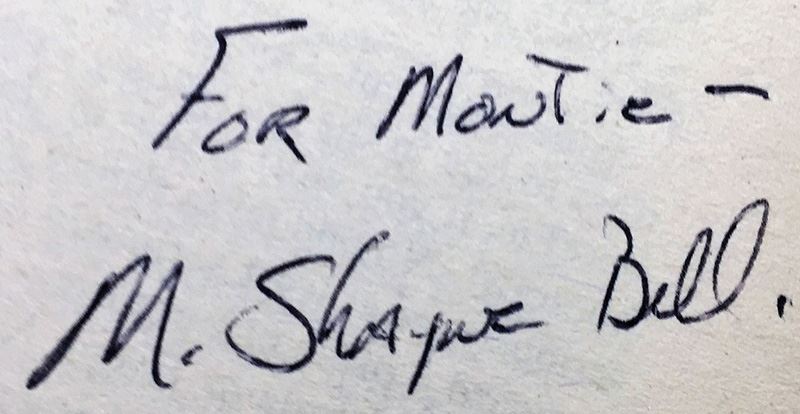 For Montie –
M. Shayne Bell.